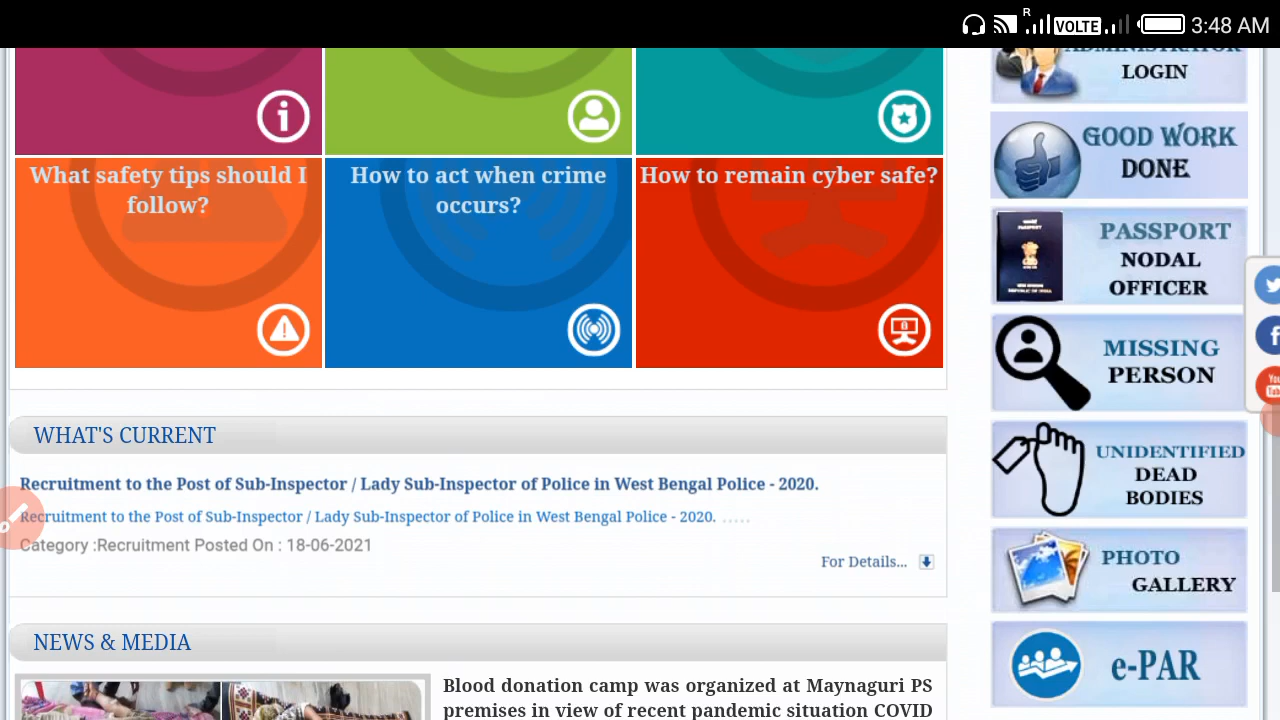 R
VOLTE
3:48 AM
ADMINISTRATOR
LOGIN
GOOD WORK
DONE
What safety tips should I
follow?
How to act when crime
occurs?
How to remain cyber safe?
PASSPORT
NODAL
OFFICER
MISSING
PERSON
WHAT'S CURRENT
Recruitment to the Post of Sub-Inspector / Lady Sub-Inspector of Police in West Bengal Police - 2020.
Recruitment to the Post of Sub-Inspector / Lady Sub-Inspector of Police in West Bengal Police - 2020. .....
Category :Recruitment Posted On : 18-06-2021
For Details...
UNIDENTIFIED
DEAD
BODIES
PHOTO
GALLERY
e-PAR
NEWS & MEDIA
Blood donation camp was organized at Maynaguri PS
premises in view of recent pandemic situation COVID